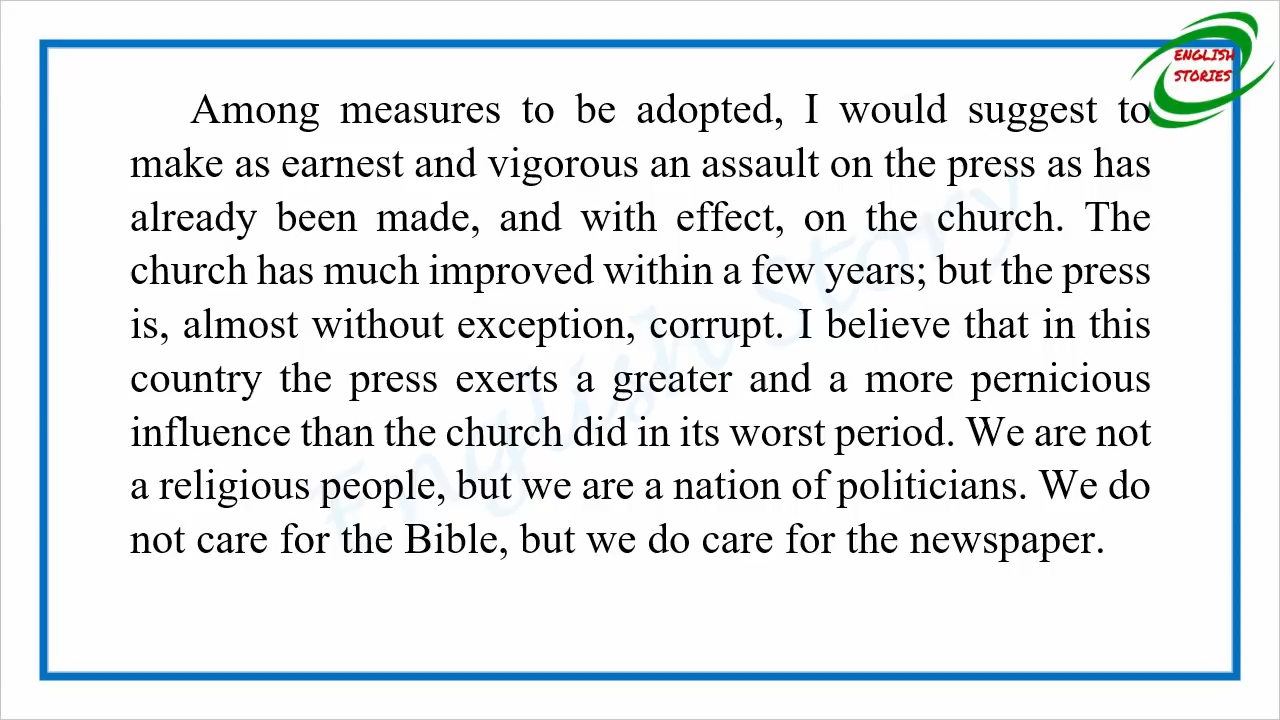 ENGLISH
STORIES
Among measures to be adopted, I would suggest to
make as earnest and vigorous an assault on the press as has
already been made, and with effect, on the church. The
church has much improved within a few years; but the press
is, almost without exception, corrupt. I believe that in this
country the press exerts a greater and a more pernicious
influence than the church did in its worst period. We are not
a religious people, but we are a nation of politicians. We do
not care for the Bible, but we do care for the newspaper.
English Story